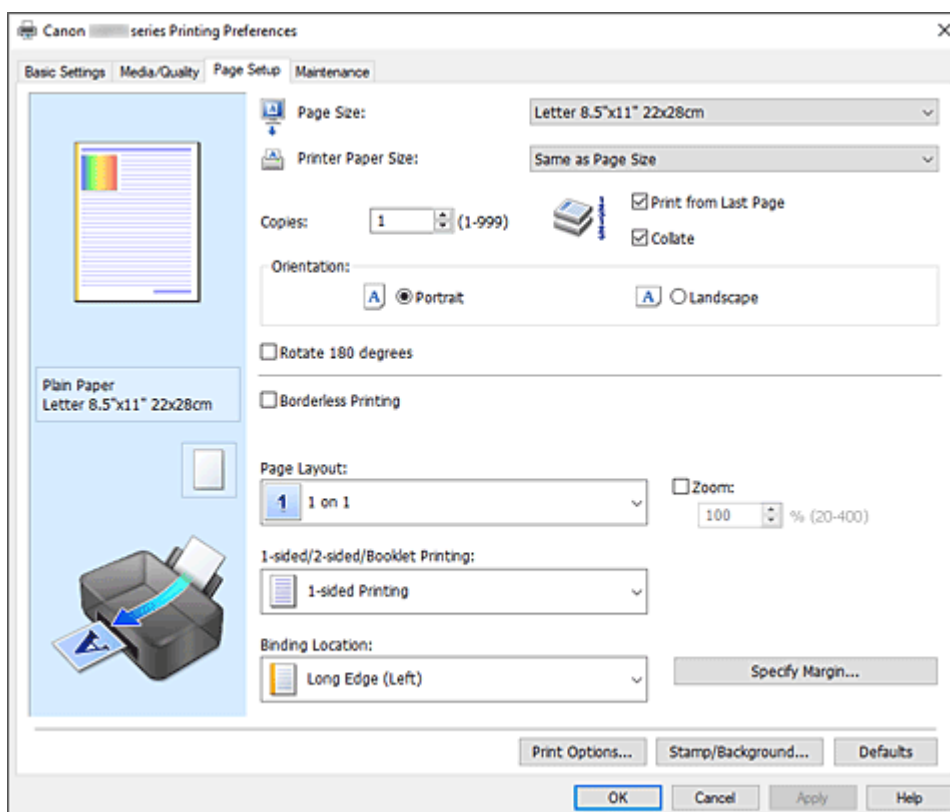 Canon series Printing Preferences
Basic Settings Media/Quality Page Setup Maintenance
Page Size: Letter 8.5"x11" 22x28cm
Printer Paper Size: Same as Page Size
Copies: 1 (1-999)
Print from Last Page
Collate
Orientation:
A Portrait A Landscape
Rotate 180 degrees
Plain Paper
Letter 8.5"x11" 22x28cm
Borderless Printing
Page Layout:
1 1 on 1
Zoom:
100 % (20-400)
1-sided/2-sided/Booklet Printing:
1-sided Printing
A
Binding Location:
Long Edge (Left)
Specify Margin...
Print Options... Stamp/Background... Defaults
OK Cancel Apply Help